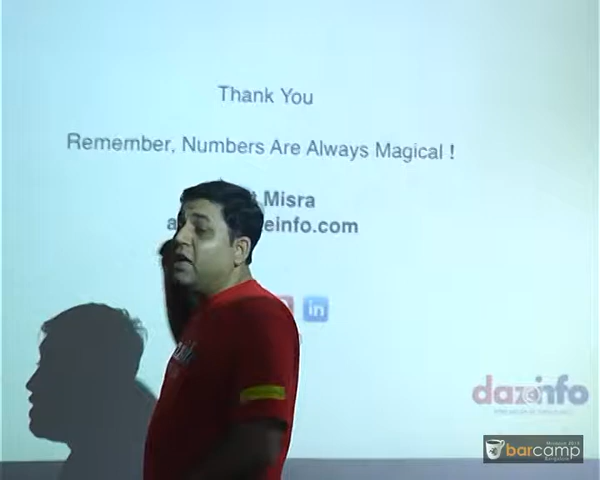 Thank You
Remember, Numbers Are Always Magical !
Misra
einfo.com
in
dazeinfo
barcamp